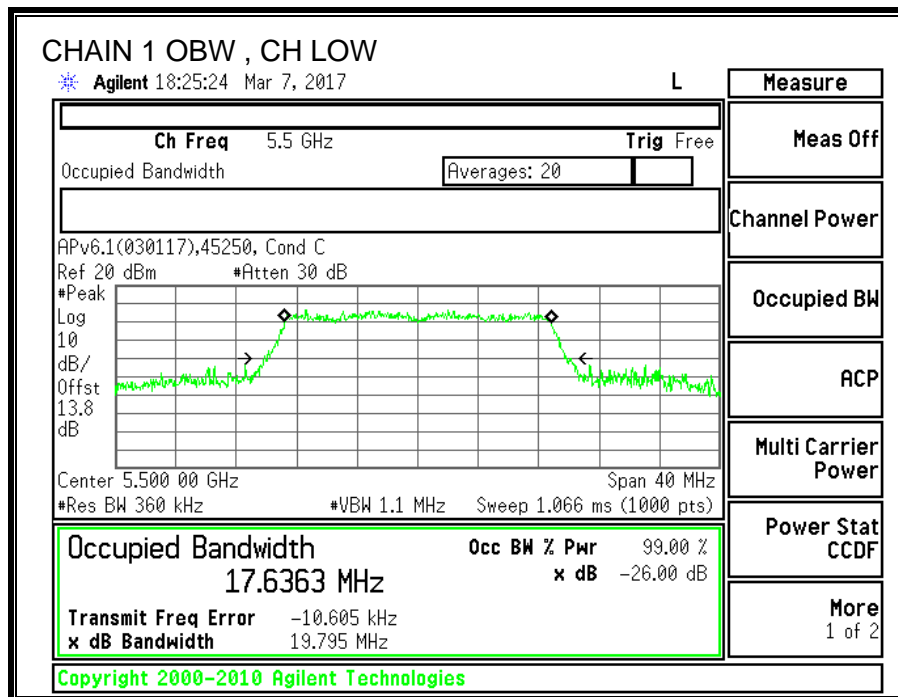 CHAIN 1 OBW , CH LOW
Agilent 18:25:24 Mar 7, 2017 L
Measure
Ch Freq 5.5 GHz Trig Free
Meas Off
Occupied Bandwidth Averages: 20
Channel Power
APv6.1(030117),45250, Cond C
Ref 20 dBm #Atten 30 dB
#Peak
Log
10
dB/
Offst
13.8
dB
Occupied BW
ACP
Multi Carrier
Power
Center 5.500 00 GHz Span 40 MHz
#Res BW 360 kHz #VBW 1.1 MHz Sweep 1.066 ms (1000 pts)
Power Stat
CCDF
Occupied Bandwidth Occ BW % Pwr 99.00 %
17.6363 MHz x dB -26.00 dB
Transmit Freq Error -10.605 kHz
x dB Bandwidth 19.795 MHz
More
1 of 2
Copyright 2000-2010 Agilent Technologies